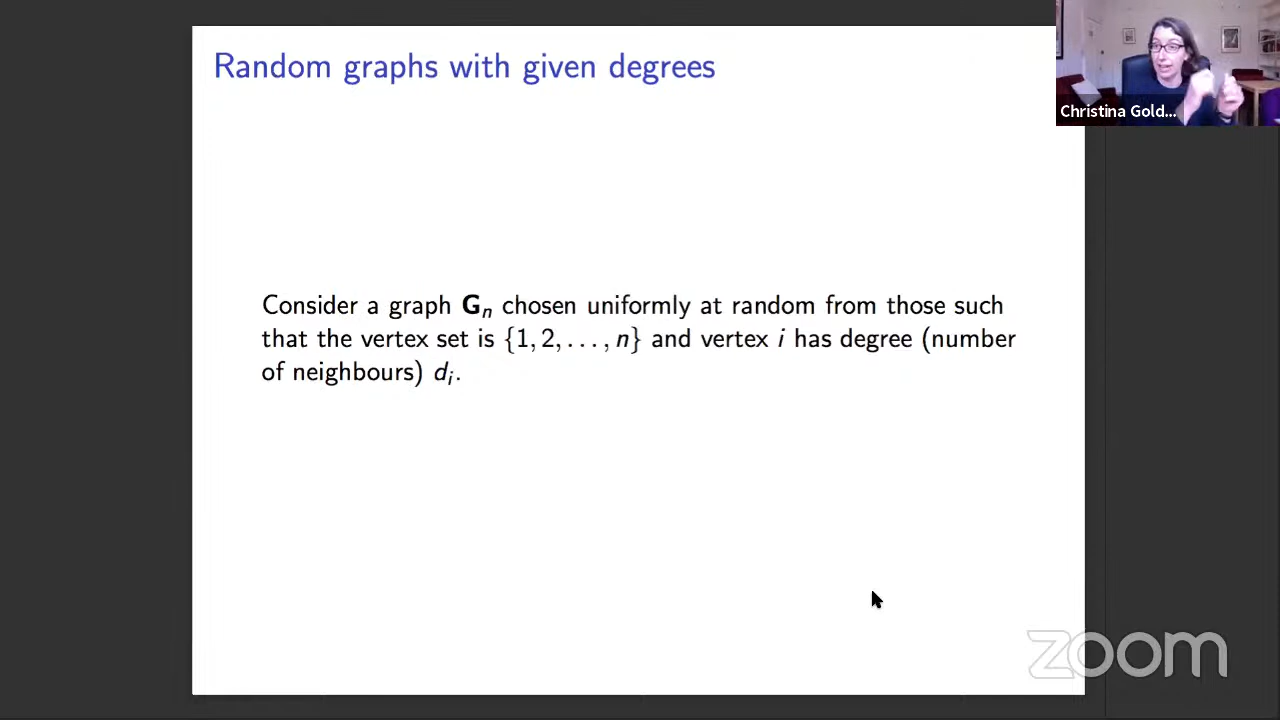 Random graphs with given degrees
Christina Gold...
Consider a graph Gₙ chosen uniformly at random from those such
that the vertex set is {1, 2, . . . , n} and vertex i has degree (number
of neighbours) dᵢ.
zoom